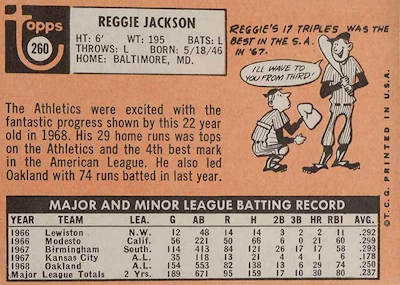 topps
260
REGGIE JACKSON
HT: 6' WT: 195 BATS: L
THROWS: L BORN: 5/18/46
HOME: BALTIMORE, MD.
REGGIE'S 17 TRIPLES WAS THE
BEST IN THE S.A.
IN '67.
I'LL WAVE TO
YOU FROM THIRD!
The Athletics were excited with the
fantastic progress shown by this 22 year
old in 1968. His 29 home runs was tops
on the Athletics and the 4th best mark
in the American League. He also led
Oakland with 74 runs batted in last year.
© T.C.G. PRINTED IN U.S.A.
MAJOR AND MINOR LEAGUE BATTING RECORD
YEAR TEAM LEA. G AB R H 2B 3B HR RBI AVG.
1966 Lewiston N.W. 12 48 14 14 3 2 2 11 .292
1966 Modesto Calif. 56 221 50 66 6 0 21 60 .299
1967 Birmingham South. 114 413 84 121 26 17 17 58 .293
1967 Kansas City A.L. 35 118 13 21 4 4 1 6 .178
1968 Oakland A.L. 154 553 82 138 13 6 29 74 .250
Major League Totals 2 yrs 189 671 95 159 17 10 30 80 .237